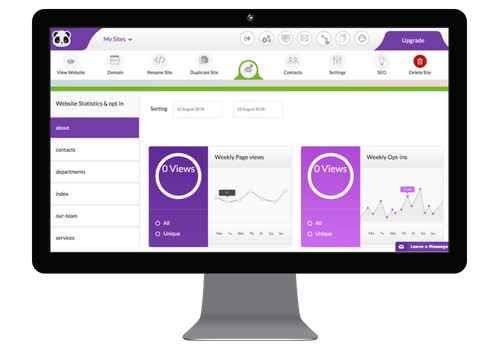 My Sites
Upgrade
View Website
Domain
Rename Site
Duplicate Site
Contacts
Settings
SEO
Delete Site
Website Statistics & opt in
Sorting
22 August 2018
22 August 2018
about
contacts
departments
index
our-team
services
0 Views
All
Unique
Weekly Page views
Mo Tu We Th Fr Sa Su
0 Views
All
Unique
Weekly Opt-Ins
Mo Tu We Th Fr Sa Su
Leave a Message